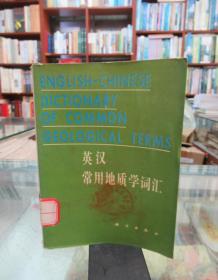 ENGLISH-CHINESE
DICTIONARY
OF COMMON
GEOLOGICAL TERMS
英汉
常用地质学词汇